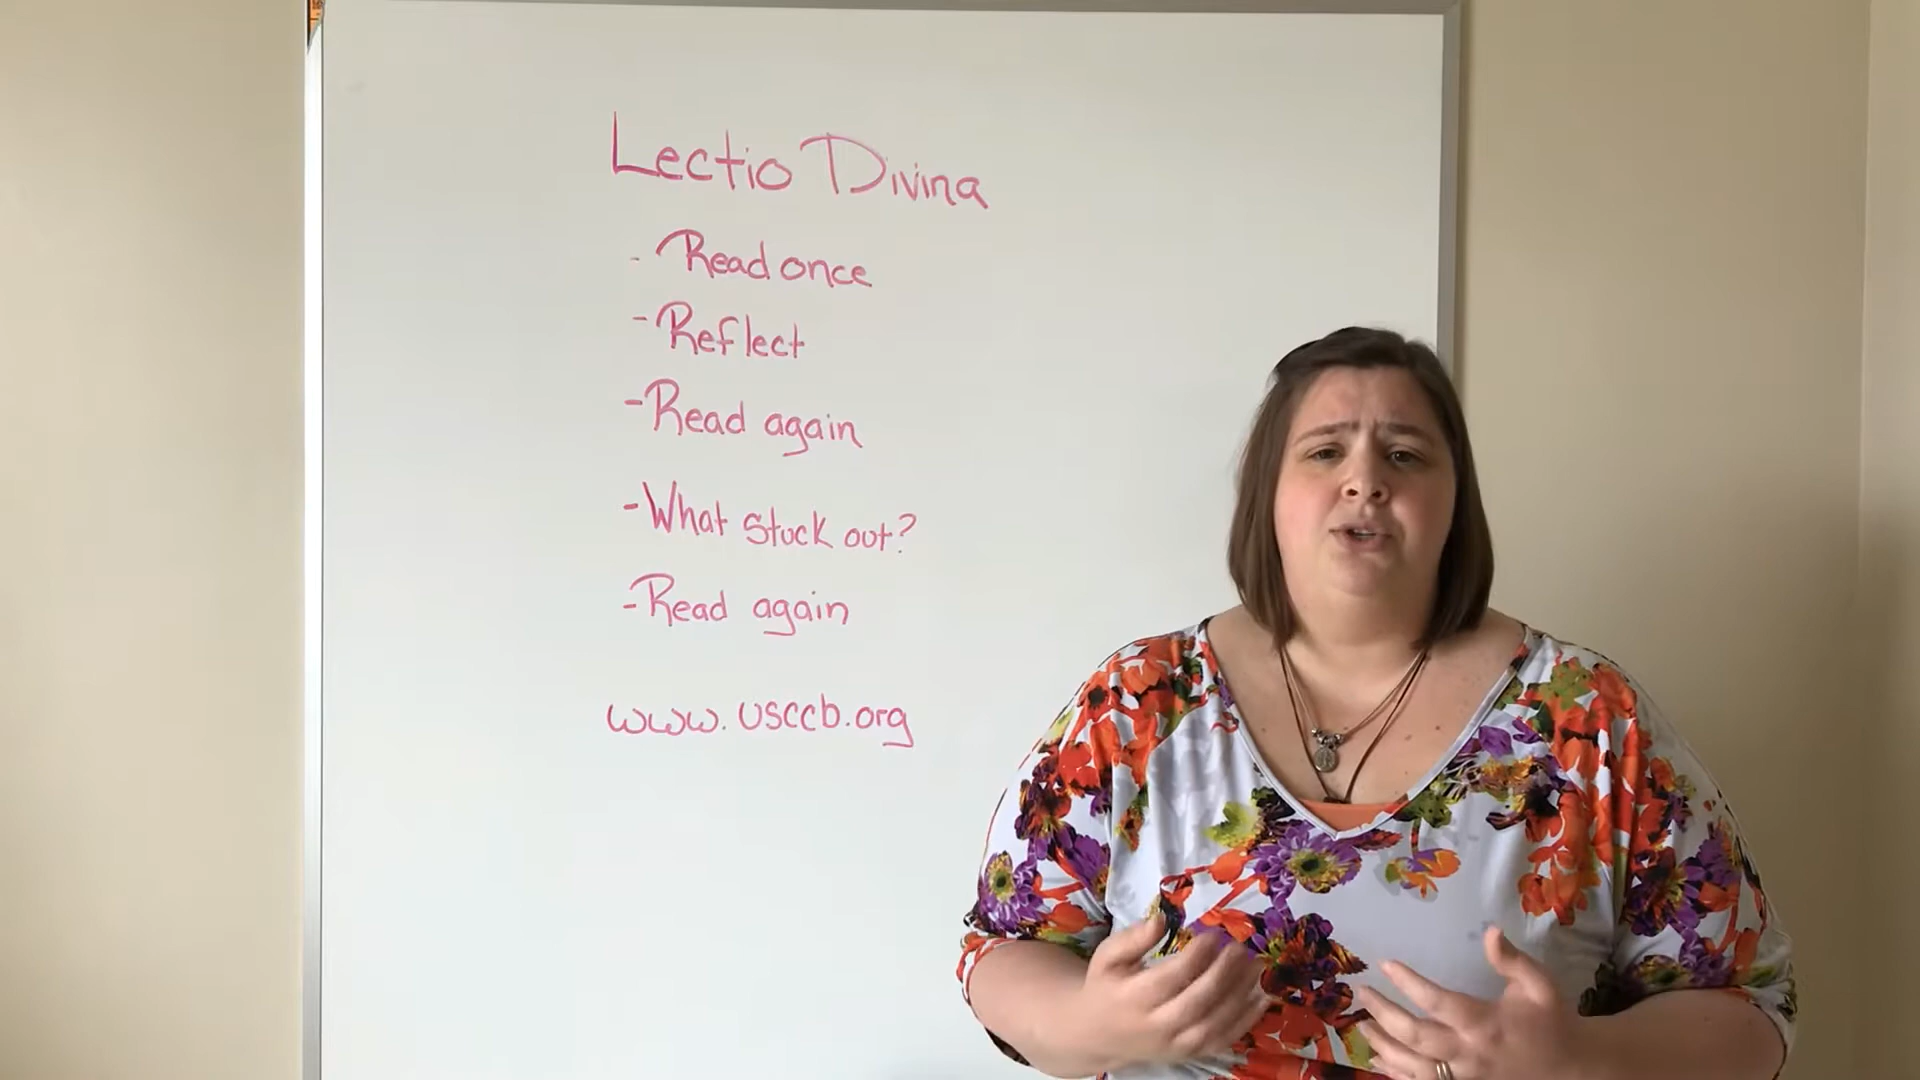 Lectio Divina
- Read once
- Reflect
- Read again
- What stuck out?
- Read again
www.usccb.org